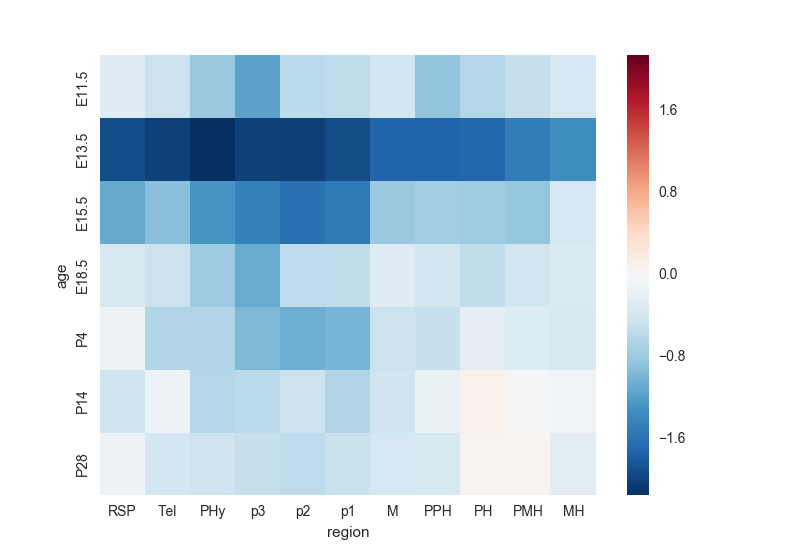 E11.5
E13.5
E15.5
E18.5
P4
P14
P28
age
RSP Tel PHy p3 p2 p1 M PPH PH PMH MH
region
1.6
0.8
0.0
−0.8
−1.6